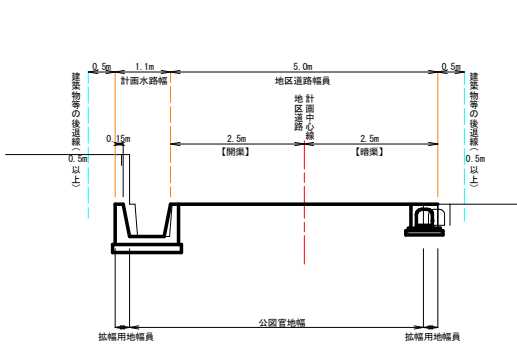 0.5m 1.1m 5.0m 0.5m
計画水路幅 地区道路幅員
建築物等の後退線(0.5m以上)
計画中心線
地区道路
建築物等の後退線(0.5m以上)
0.15m 2.5m 2.5m
【開渠】 【暗渠】
公図官地幅
拡幅用地幅員 拡幅用地幅員